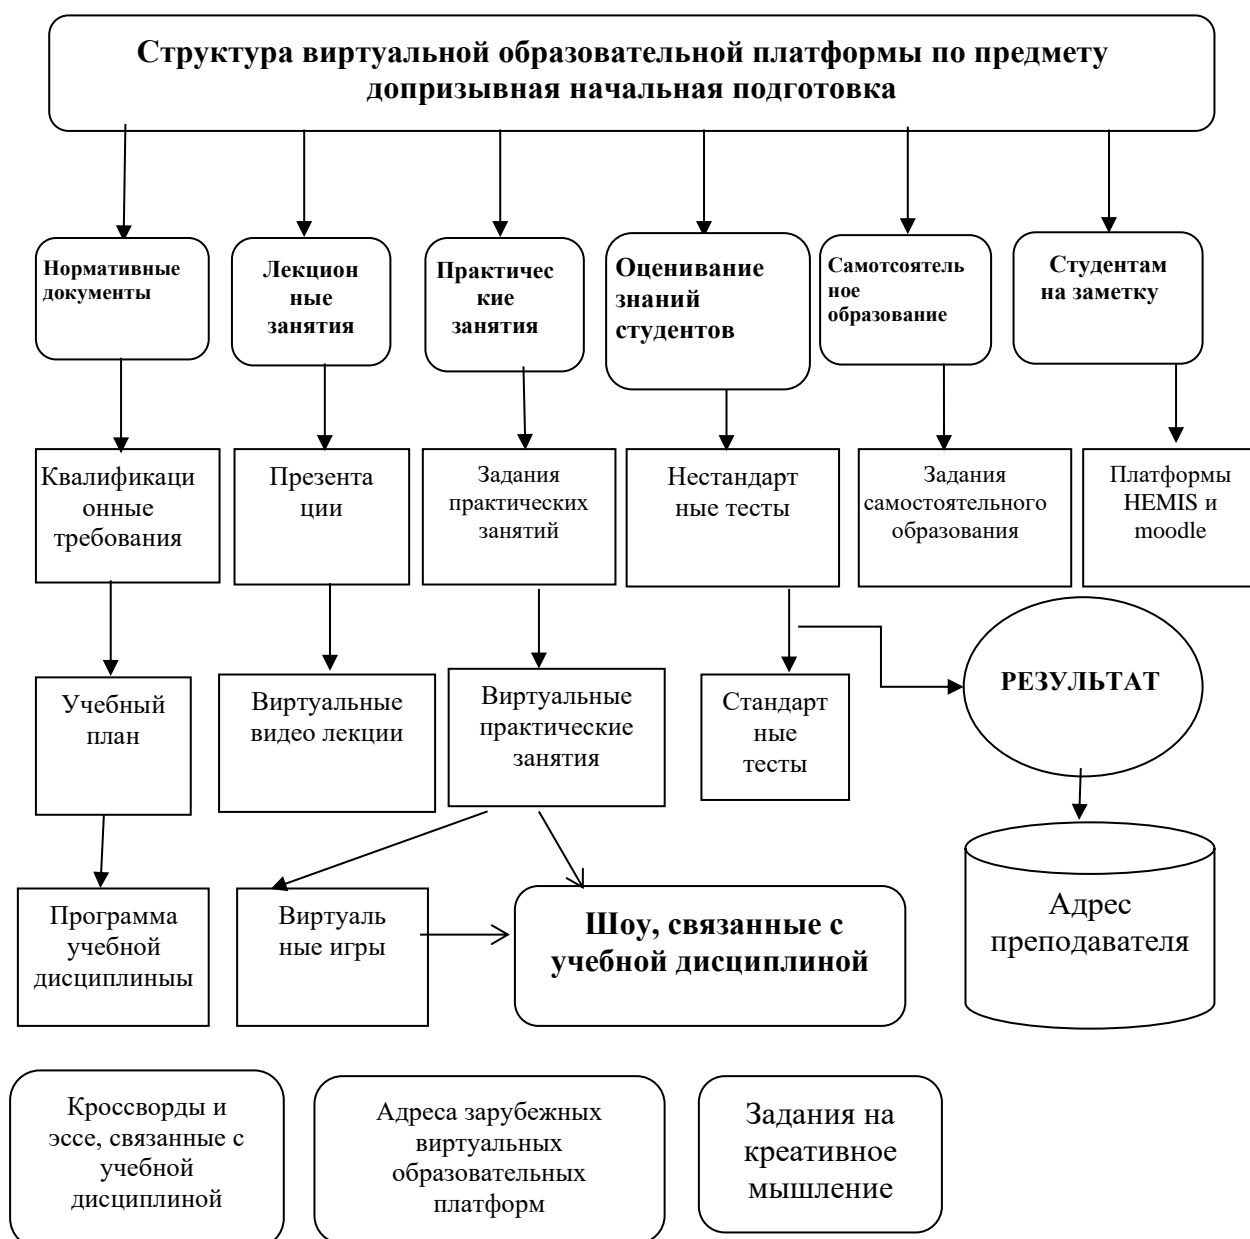 Структура виртуальной образовательной платформы по предмету
допризывная начальная подготовка
Нормативные
документы
Лекцион
ные
занятия
Практичес
кие
занятия
Оценивание
знаний
студентов
Самотсоятель
ное
образование
Студентам
на заметку
Квалификаци
онные
требования
Презента
ции
Задания
практических
занятий
Нестандарт
ные тесты
Задания
самостоятельного
образования
Платформы
HEMIS и
moodle
Учебный
план
Виртуальные
видео лекции
Виртуальные
практические
занятия
Стандарт
ные
тесты
РЕЗУЛЬТАТ
Программа
учебной
дисциплиныы
Виртуаль
ные игры
Шоу, связанные с
учебной дисциплиной
Адрес
преподавателя
Кроссворды и
эссе, связанные с
учебной
дисциплиной
Адреса зарубежных
виртуальных
образовательных
платформ
Задания на
креативное
мышление